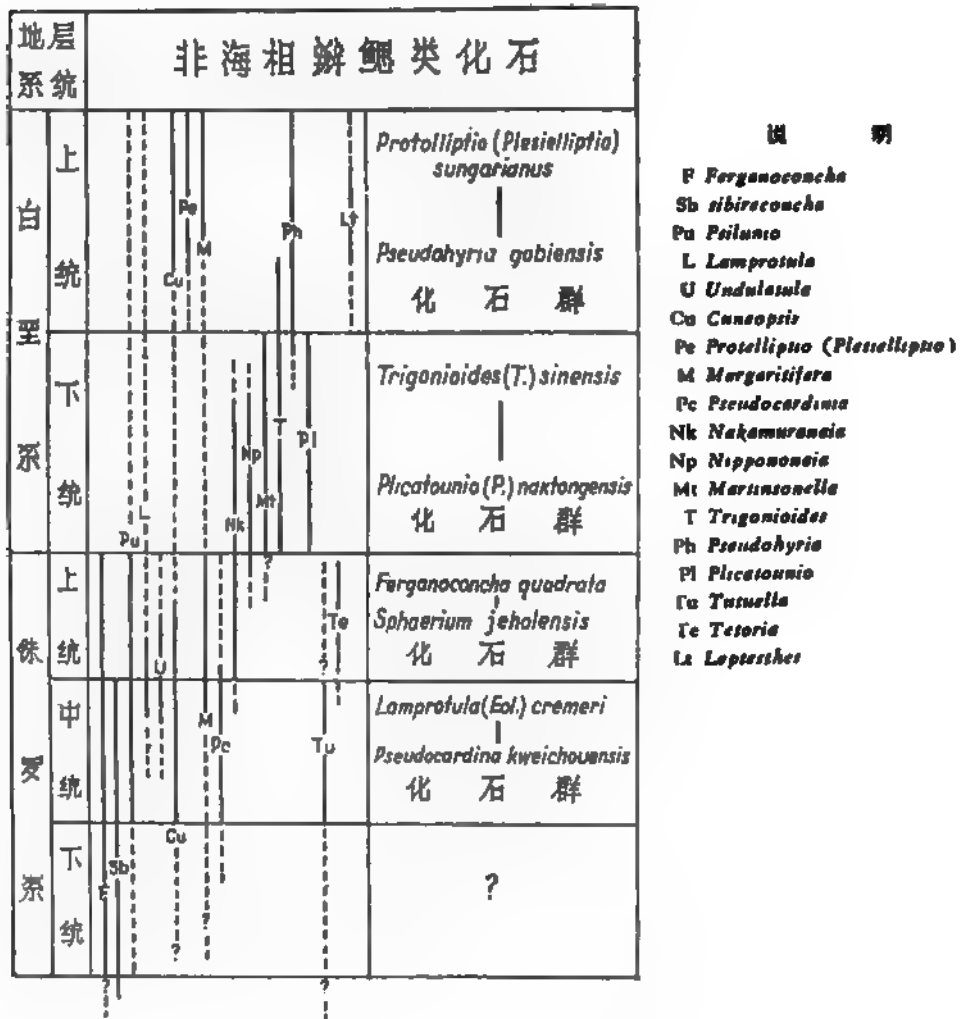 地层
系统
非海相瓣鳃类化石
白垩系
上统
下统
侏罗系
上统
中统
下统
Protolliptio (Plesielliptio)
sungarianus
Pseudohyria gobiensis
化石群
Trigonioides (T.) sinensis
Plicatounio (P.) naktongensis
化石群
Ferganoconcha quadrata
Sphaerium jeholensis
化石群
Lamprotula (Eol.) cremeri
Pseudocardina kweichouensis
化石群
?
Pe
M
Cu
Ph
Lt
T
Pl
Np
Mt
Nk
L
Pu
?
U
Te
?
M
Pc
Tu
Cu
Sb
F
?
?
?
?
说明
F Ferganoconcha
Sb sibireconcha
Pu Psilunio
L Lamprotula
U Undulatula
Cu Cuneopsis
Pe Protelliptio (Plesielliptio)
M Margaritifera
Pc Pseudocardinia
Nk Nakamuranaia
Np Nippononaia
Mt Martinsonella
T Trigonioides
Ph Pseudohyria
Pl Plicatounio
Tu Tutuella
Te Tetoria
Lt Leptesthes